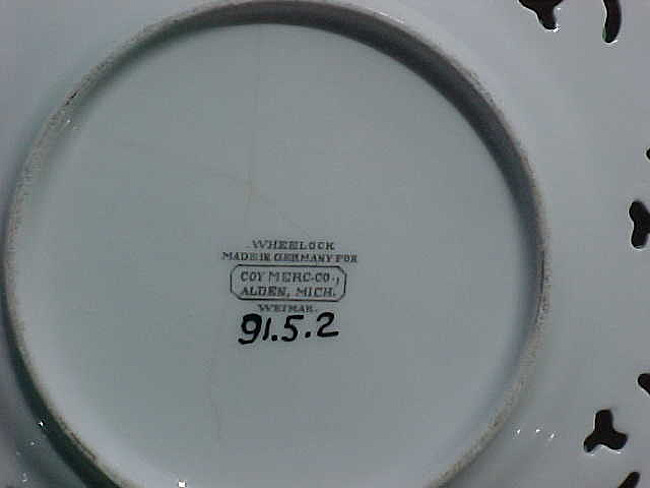 WHEELOCK
MADE IN GERMANY FOR
COY MERC. CO.,
ALDEN, MICH.
WEIMAR
91.5.2